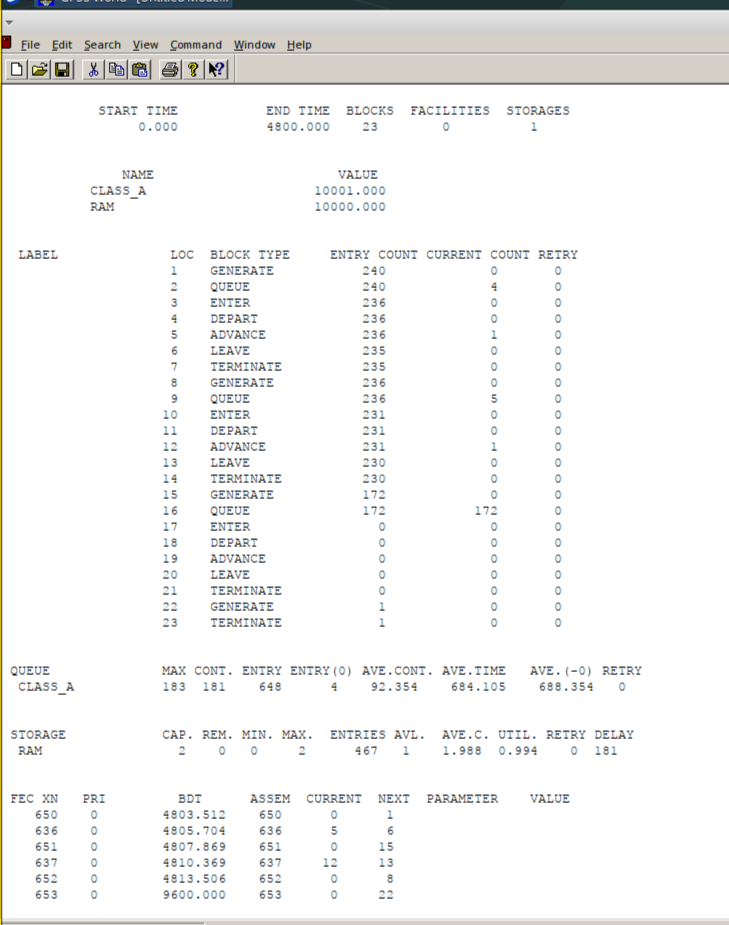 GPSS World - [Untitled Mode...
File Edit Search View Command Window Help
START TIME END TIME BLOCKS FACILITIES STORAGES
0.000 4800.000 23 0 1
NAME VALUE
CLASS_A 10001.000
RAM 10000.000
LABEL LOC BLOCK TYPE ENTRY COUNT CURRENT COUNT RETRY
1 GENERATE 240 0 0
2 QUEUE 240 4 0
3 ENTER 236 0 0
4 DEPART 236 0 0
5 ADVANCE 236 1 0
6 LEAVE 235 0 0
7 TERMINATE 235 0 0
8 GENERATE 236 0 0
9 QUEUE 236 5 0
10 ENTER 231 0 0
11 DEPART 231 0 0
12 ADVANCE 231 1 0
13 LEAVE 230 0 0
14 TERMINATE 230 0 0
15 GENERATE 172 0 0
16 QUEUE 172 172 0
17 ENTER 0 0 0
18 DEPART 0 0 0
19 ADVANCE 0 0 0
20 LEAVE 0 0 0
21 TERMINATE 0 0 0
22 GENERATE 1 0 0
23 TERMINATE 1 0 0
QUEUE MAX CONT. ENTRY ENTRY(0) AVE.CONT. AVE.TIME AVE.(-0) RETRY
CLASS_A 183 181 648 4 92.354 684.105 688.354 0
STORAGE CAP. REM. MIN. MAX. ENTRIES AVL. AVE.C. UTIL. RETRY DELAY
RAM 2 0 0 2 467 1 1.988 0.994 0 181
FEC XN PRI BDT ASSEM CURRENT NEXT PARAMETER VALUE
650 0 4803.512 650 0 1
636 0 4805.704 636 5 6
651 0 4807.869 651 0 15
637 0 4810.369 637 12 13
652 0 4813.506 652 0 8
653 0 9600.000 653 0 22